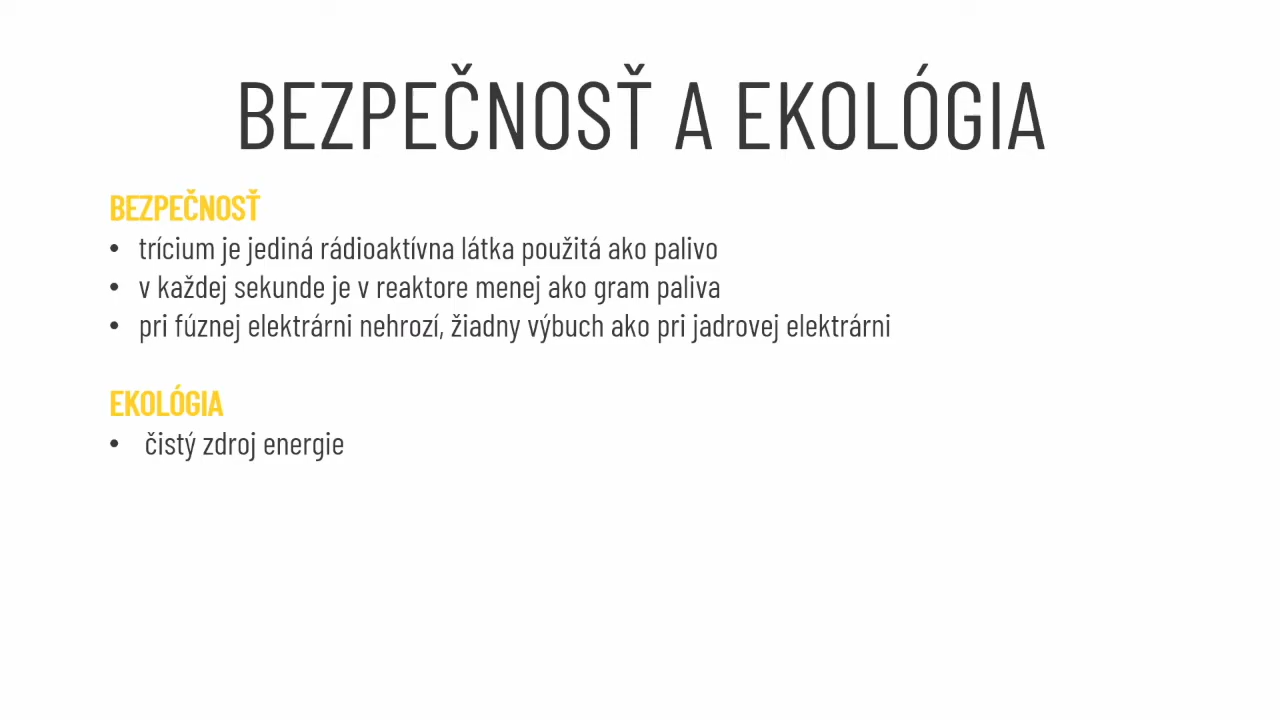 BEZPEČNOSŤ A EKOLÓGIA
BEZPEČNOSŤ
• trícium je jediná rádioaktívna látka použitá ako palivo
• v každej sekunde je v reaktore menej ako gram paliva
• pri fúznej elektrárni nehrozí, žiadny výbuch ako pri jadrovej elektrárni
EKOLÓGIA
• čistý zdroj energie